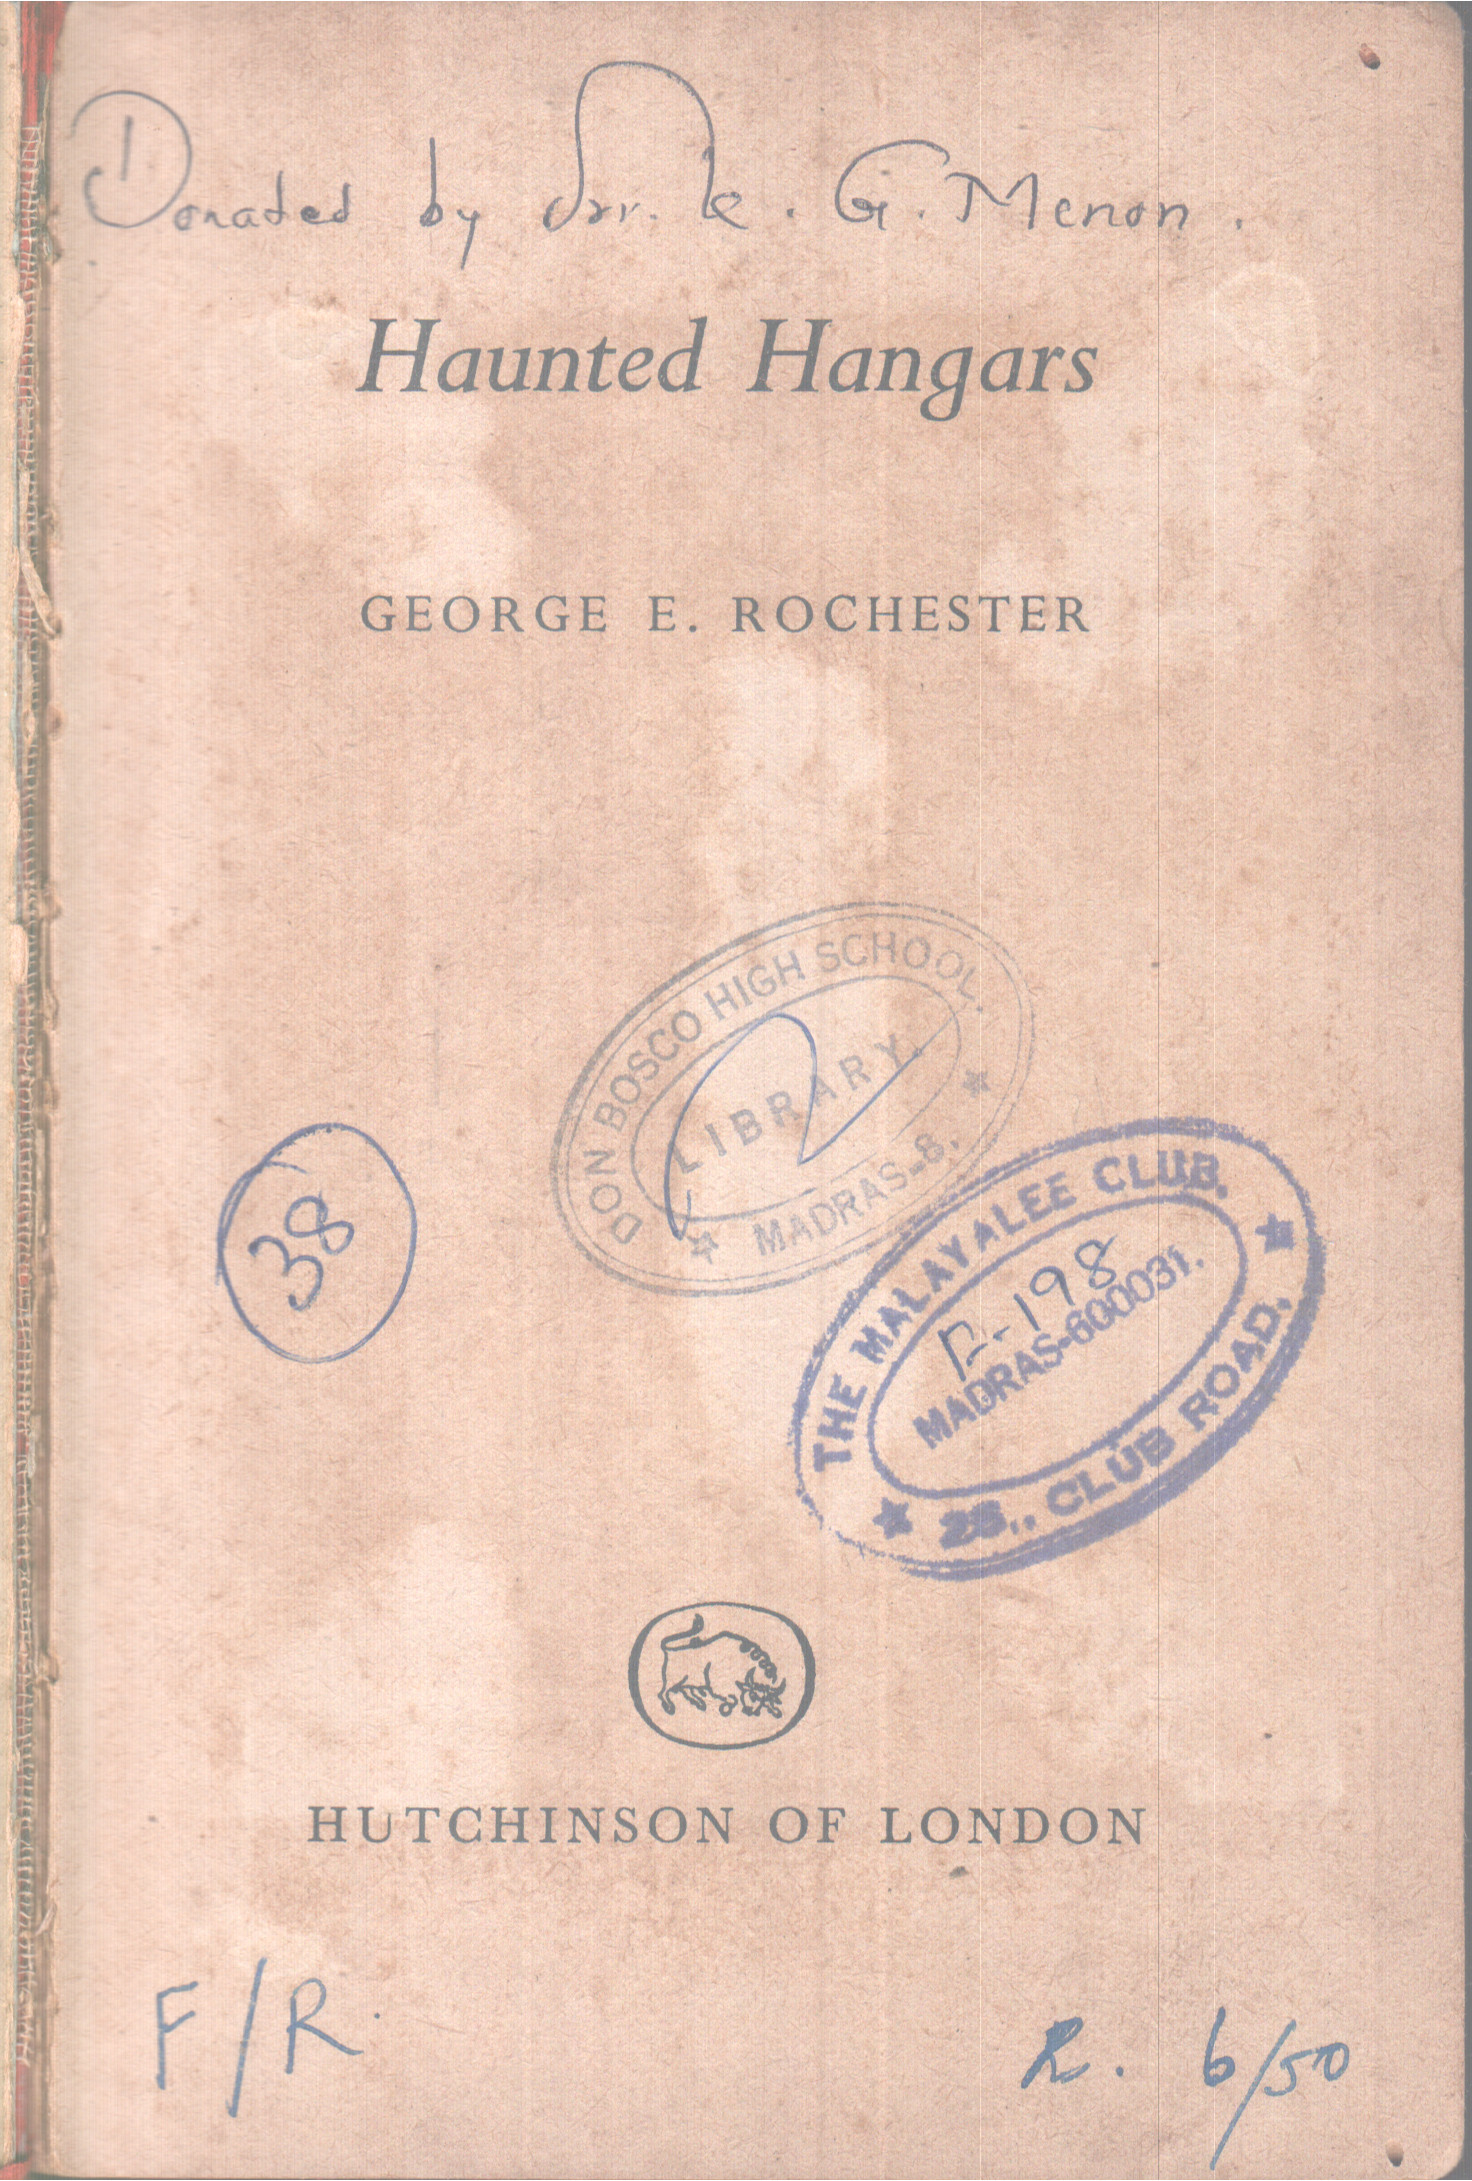 Donated by Dr. K. G. Menon.
Haunted Hangars
GEORGE E. ROCHESTER
DON BOSCO HIGH SCHOOL.
LIBRARY.
MADRAS-8.
38
THE MALAYALEE CLUB.
-198
MADRAS-600031.
CLUB ROAD.
HUTCHINSON OF LONDON
F/R.
R. 6/50